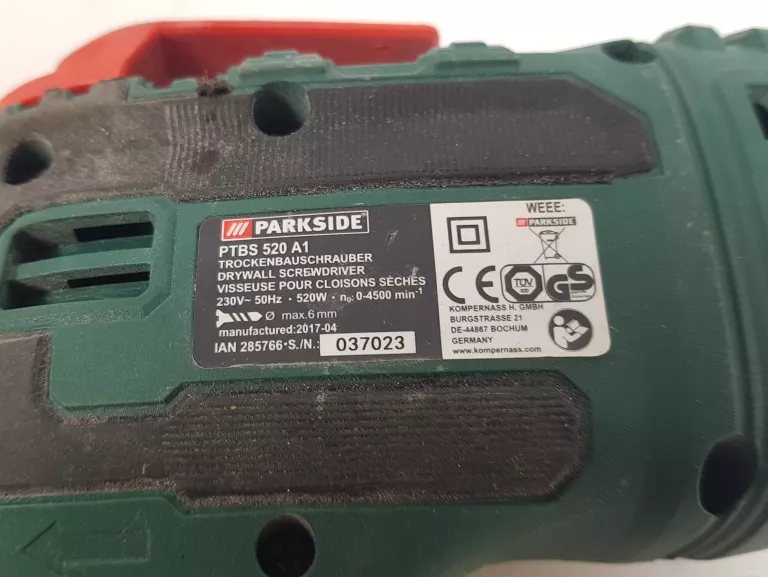 PARKSIDE
PTBS 520 A1
TROCKENBAUSCHRAUBER
DRYWALL SCREWDRIVER
VISSEUSE POUR CLOISONS SÈCHES
230V~ 50Hz · 520W · n₀: 0-4500 min⁻¹
Ø max.6 mm
manufactured:2017-04
IAN 285766·S./N.: 037023
WEEE:
PARKSIDE
CE TÜV SÜD GS
KOMPERNASS H. GMBH
BURGSTRASSE 21
DE-44867 BOCHUM
GERMANY
www.kompernass.com